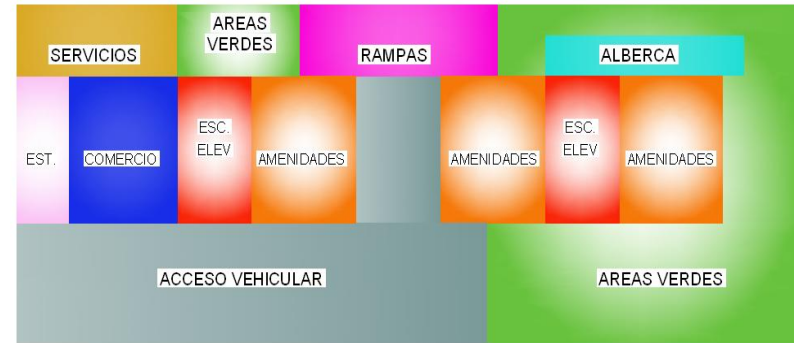 SERVICIOS
AREAS
VERDES
RAMPAS
ALBERCA
EST.
COMERCIO
ESC.
ELEV
AMENIDADES
AMENIDADES
ESC.
ELEV
AMENIDADES
ACCESO VEHICULAR
AREAS VERDES